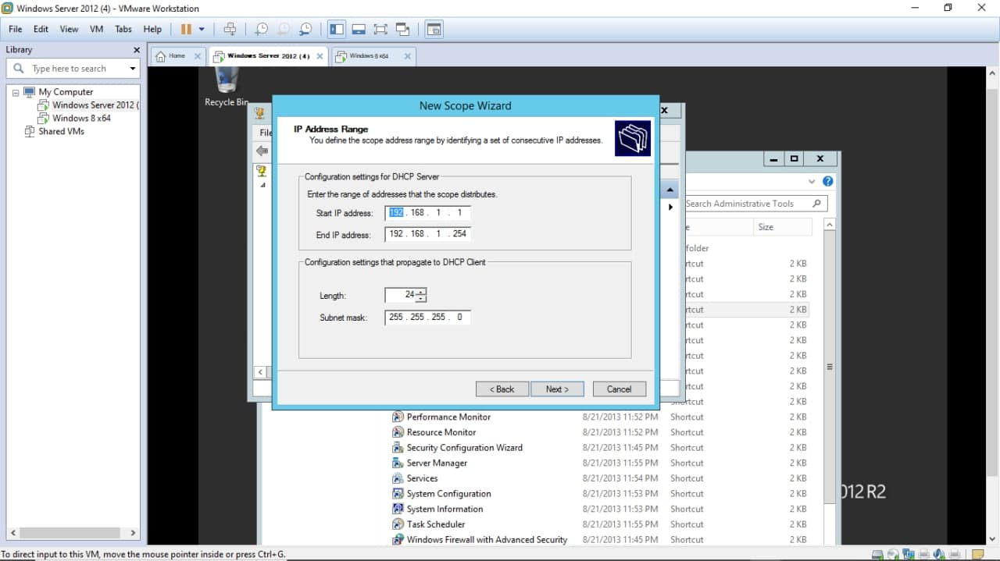 Windows Server 2012 (4) - VMware Workstation
File Edit View VM Tabs Help
Library
Type here to search
My Computer
Windows Server 2012 (
Windows 8 x64
Shared VMs
Home
Windows Server 2012 (4)
Windows 8 x64
Recycle Bin
New Scope Wizard
IP Address Range
You define the scope address range by identifying a set of consecutive IP addresses.
Configuration settings for DHCP Server
Enter the range of addresses that the scope distributes.
Start IP address: 192 . 168 . 1 . 1
End IP address: 192 . 168 . 1 . 254
Configuration settings that propagate to DHCP Client
Length: 24
Subnet mask: 255 . 255 . 255 . 0
< Back Next > Cancel
File
Search Administrative Tools
e Size
folder
rtcut 2 KB
rtcut 2 KB
rtcut 2 KB
rtcut 2 KB
rtcut 2 KB
rtcut 2 KB
rtcut 2 KB
rtcut 2 KB
rtcut 2 KB
Shortcut 2 KB
Performance Monitor 8/21/2013 11:52 PM Shortcut 2 KB
Resource Monitor 8/21/2013 11:52 PM Shortcut 2 KB
Security Configuration Wizard 8/21/2013 11:45 PM Shortcut 2 KB
Server Manager 8/21/2013 11:55 PM Shortcut 2 KB
Services 8/21/2013 11:54 PM Shortcut 2 KB
System Configuration 8/21/2013 11:53 PM Shortcut 2 KB
System Information 8/21/2013 11:53 PM Shortcut 2 KB
Task Scheduler 8/21/2013 11:55 PM Shortcut 2 KB
Windows Firewall with Advanced Security 8/21/2013 11:45 PM Shortcut 2 KB
012 R2
To direct input to this VM, move the mouse pointer inside or press Ctrl+G.